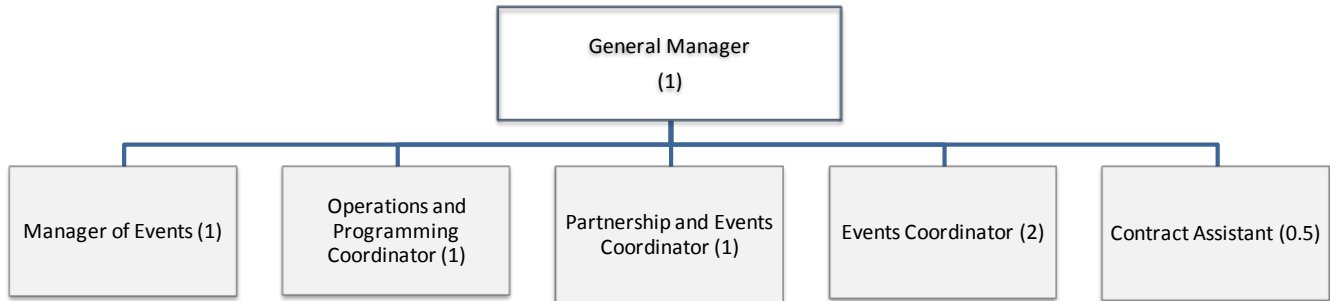 General Manager
(1)
Manager of Events (1)
Operations and
Programming
Coordinator (1)
Partnership and Events
Coordinator (1)
Events Coordinator (2)
Contract Assistant (0.5)